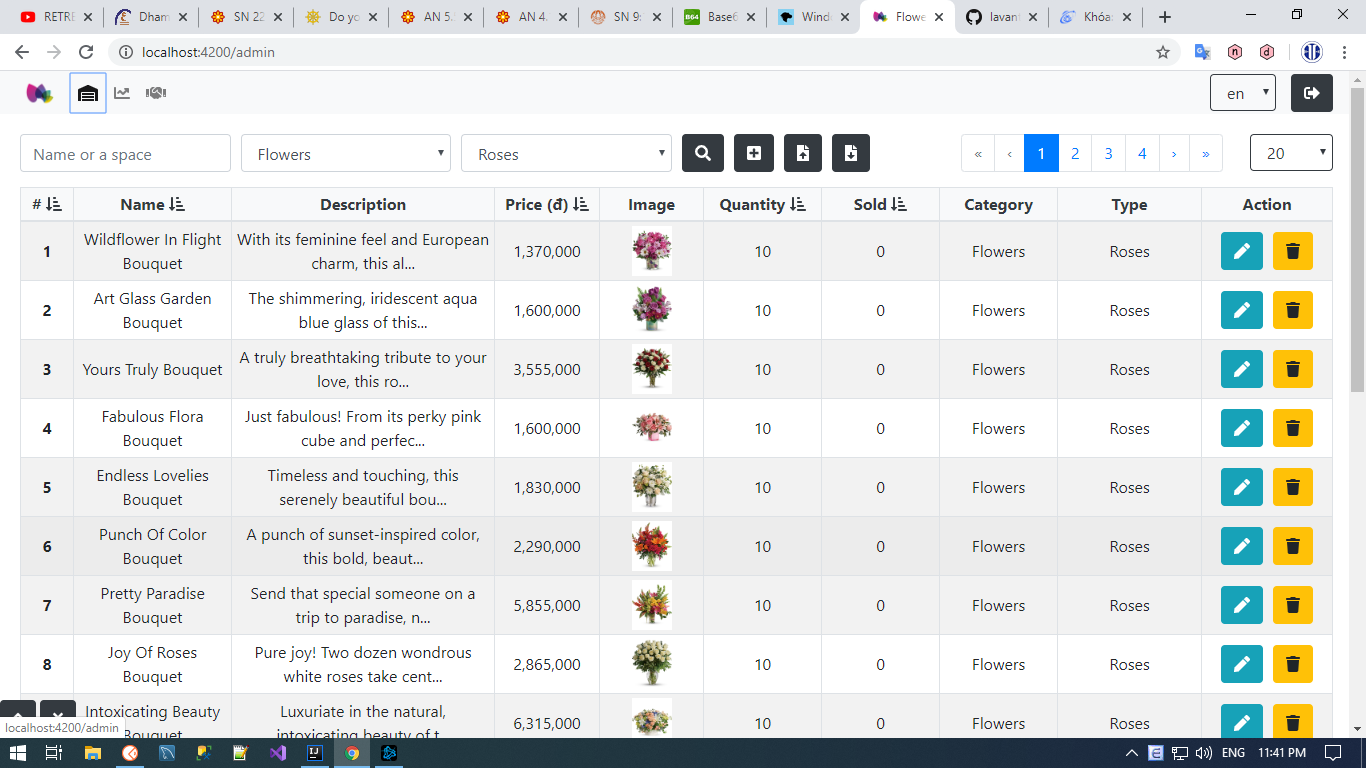 RETRE
Dham
SN 22
Do yo
AN 5.
AN 4.
SN 9:
Base6
Wind
Flowe
lavan
Khóa:
localhost:4200/admin
en
Name or a space
Flowers
Roses
« ‹ 1 2 3 4 › »
20
# Name Description Price (đ) Image Quantity Sold Category Type Action
Wildflower In Flight With its feminine feel and European
1 1,370,000 10 0 Flowers Roses
Bouquet charm, this al...
Art Glass Garden The shimmering, iridescent aqua
2 1,600,000 10 0 Flowers Roses
Bouquet blue glass of this...
A truly breathtaking tribute to your
3 Yours Truly Bouquet 3,555,000 10 0 Flowers Roses
love, this ro...
Fabulous Flora Just fabulous! From its perky pink
4 1,600,000 10 0 Flowers Roses
Bouquet cube and perfec...
Endless Lovelies Timeless and touching, this
5 1,830,000 10 0 Flowers Roses
Bouquet serenely beautiful bou...
Punch Of Color A punch of sunset-inspired color,
6 2,290,000 10 0 Flowers Roses
Bouquet this bold, beaut...
Pretty Paradise Send that special someone on a
7 5,855,000 10 0 Flowers Roses
Bouquet trip to paradise, n...
Joy Of Roses Pure joy! Two dozen wondrous
8 2,865,000 10 0 Flowers Roses
Bouquet white roses take cent...
Intoxicating Beauty Luxuriate in the natural,
6,315,000 10 0 Flowers Roses
Bouquet intoxicating beauty of t
localhost:4200/admin
ENG 11:41 PM